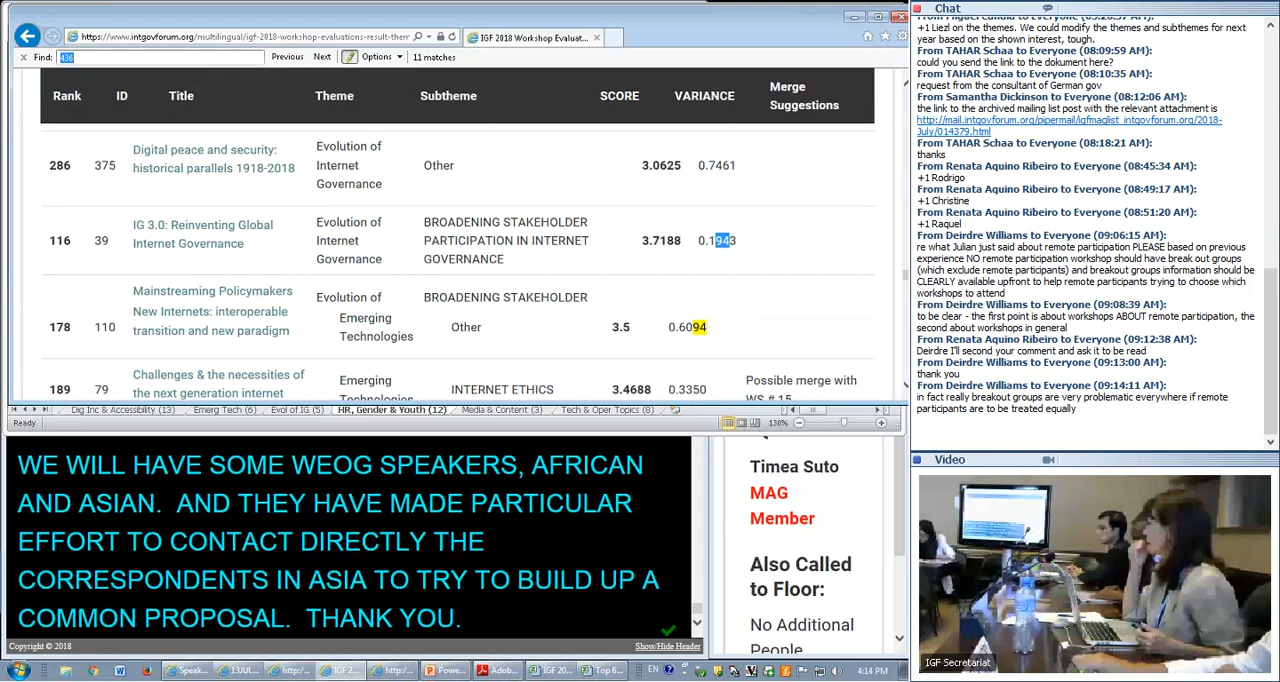 https://www.intgovforum.org/multilingual/igf-2018-workshop-evaluations-result-them
IGF 2018 Workshop Evaluat...
Find: 436 Previous Next Options 11 matches
Rank ID Title Theme Subtheme SCORE VARIANCE Merge Suggestions
286 375 Digital peace and security: historical parallels 1918-2018 Evolution of Internet Governance Other 3.0625 0.7461
116 39 IG 3.0: Reinventing Global Internet Governance Evolution of Internet Governance BROADENING STAKEHOLDER PARTICIPATION IN INTERNET GOVERNANCE 3.7188 0.1943
Mainstreaming Policymakers Evolution of BROADENING STAKEHOLDER
178 110 New Internets: interoperable transition and new paradigm Emerging Technologies Other 3.5 0.6094
189 79 Challenges & the necessities of the next generation internet Emerging Technologies INTERNET ETHICS 3.4688 0.3350 Possible merge with WS # 15
Dig Inc & Accessibility (13) Emerg Tech (6) Evol of IG (5) HR, Gender & Youth (12) Media & Content (3) Tech & Oper Topics (8)
Ready 130%
WE WILL HAVE SOME WEOG SPEAKERS, AFRICAN
AND ASIAN. AND THEY HAVE MADE PARTICULAR
EFFORT TO CONTACT DIRECTLY THE
CORRESPONDENTS IN ASIA TO TRY TO BUILD UP A
COMMON PROPOSAL. THANK YOU.
Copyright © 2018 Show/Hide Header
Timea Suto
MAG
Member
Also Called
to Floor:
No Additional
People
Chat
+1 Liezl on the themes. We could modify the themes and subthemes for next
year based on the shown interest, tough.
From TAHAR Schaa to Everyone (08:09:59 AM):
could you send the link to the dokument here?
From TAHAR Schaa to Everyone (08:10:35 AM):
request from the consultant of German gov
From Samantha Dickinson to Everyone (08:12:06 AM):
the link to the archived mailing list post with the relevant attachment is
http://mail.intgovforum.org/pipermail/igfmaglist_intgovforum.org/2018-
July/014379.html
From TAHAR Schaa to Everyone (08:18:21 AM):
thanks
From Renata Aquino Ribeiro to Everyone (08:45:34 AM):
+1 Rodrigo
From Renata Aquino Ribeiro to Everyone (08:49:17 AM):
+1 Christine
From Renata Aquino Ribeiro to Everyone (08:51:20 AM):
+1 Raquel
From Deirdre Williams to Everyone (09:06:15 AM):
re what Julian just said about remote participation PLEASE based on previous
experience NO remote participation workshop should have break out groups
(which exclude remote participants) and breakout groups information should be
CLEARLY available upfront to help remote participants trying to choose which
workshops to attend
From Deirdre Williams to Everyone (09:08:39 AM):
to be clear - the first point is about workshops ABOUT remote participation, the
second about workshops in general
From Renata Aquino Ribeiro to Everyone (09:12:38 AM):
Deirdre I'll second your comment and ask it to be read
From Deirdre Williams to Everyone (09:13:00 AM):
thank you
From Deirdre Williams to Everyone (09:14:11 AM):
in fact really breakout groups are very problematic everywhere if remote
participants are to be treated equally
Video
IGF Secretariat
Speak... 13JUL... http:/... IGF 2... http:/... Powe... Adob... IGF 20... Top 6... EN 4:14 PM